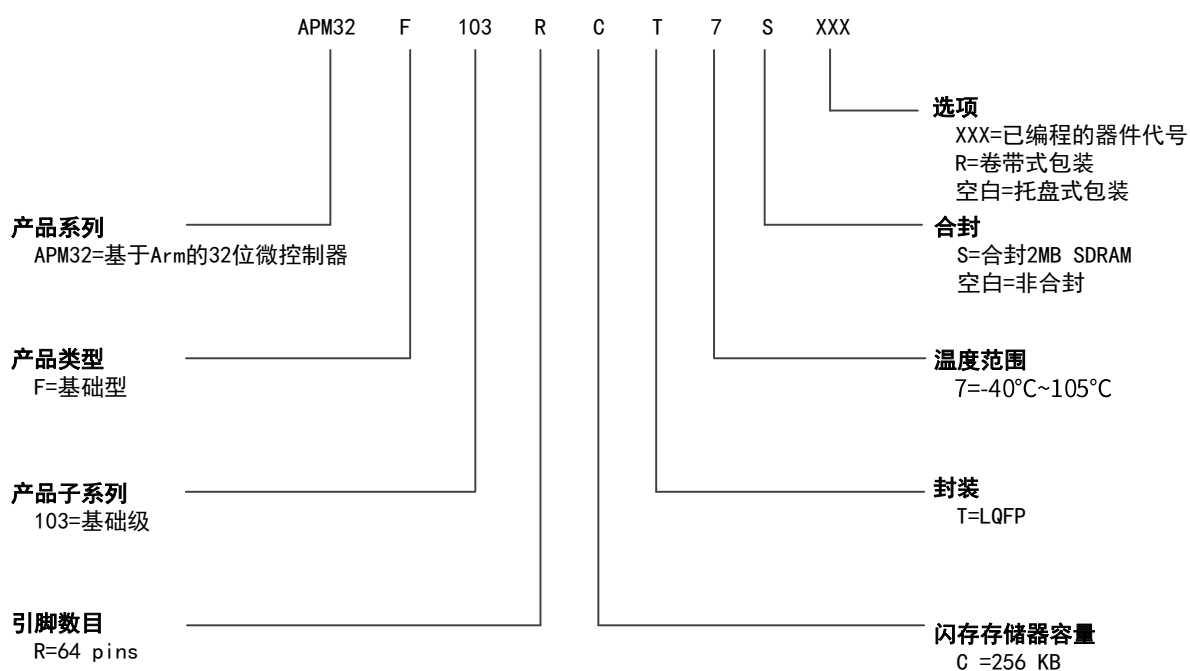 APM32 F 103 R C T 7 S XXX
产品系列
APM32=基于Arm的32位微控制器
产品类型
F=基础型
产品子系列
103=基础级
引脚数目
R=64 pins
选项
XXX=已编程的器件代号
R=卷带式包装
空白=托盘式包装
合封
S=合封2MB SDRAM
空白=非合封
温度范围
7=-40℃~105℃
封装
T=LQFP
闪存存储器容量
C =256 KB